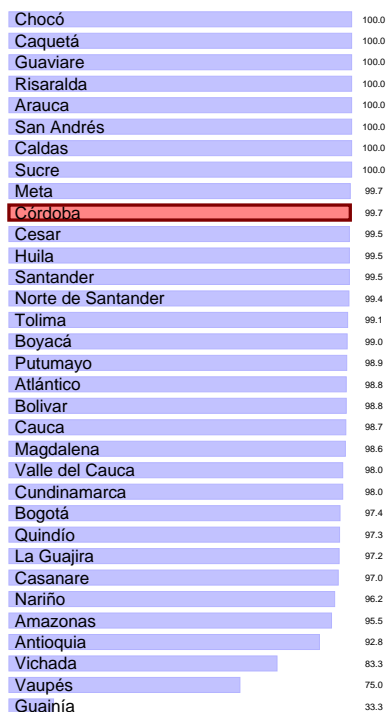 Chocó 100.0
Caquetá 100.0
Guaviare 100.0
Risaralda 100.0
Arauca 100.0
San Andrés 100.0
Caldas 100.0
Sucre 100.0
Meta 99.7
Córdoba 99.7
Cesar 99.5
Huila 99.5
Santander 99.5
Norte de Santander 99.4
Tolima 99.1
Boyacá 99.0
Putumayo 98.9
Atlántico 98.8
Bolivar 98.8
Cauca 98.7
Magdalena 98.6
Valle del Cauca 98.0
Cundinamarca 98.0
Bogotá 97.4
Quindío 97.3
La Guajira 97.2
Casanare 97.0
Nariño 96.2
Amazonas 95.5
Antioquia 92.8
Vichada 83.3
Vaupés 75.0
Guainía 33.3